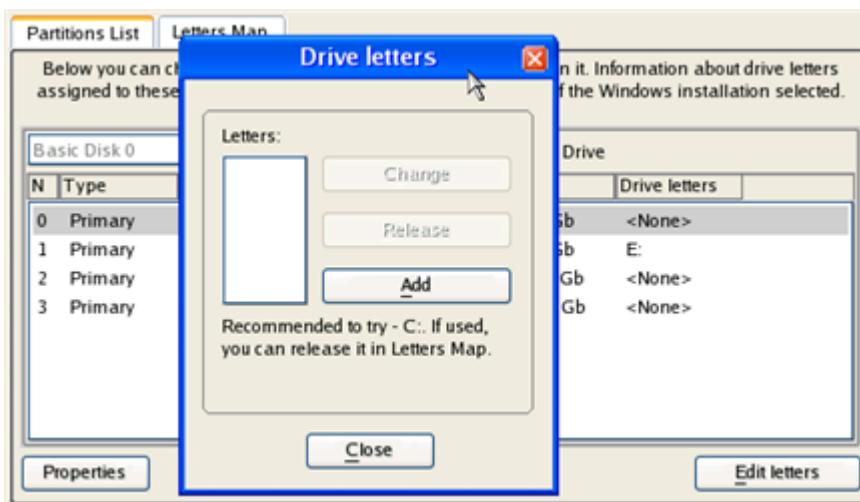 Partitions List
Letters Map
Drive letters
Below you can ch
n it. Information about drive letters
assigned to these
f the Windows installation selected.
Basic Disk 0
Drive
N Type
Drive letters
0 Primary
Gb <None>
1 Primary
Gb E:
2 Primary
Gb <None>
3 Primary
Gb <None>
Letters:
Change
Release
Add
Recommended to try - C:. If used,
you can release it in Letters Map.
Close
Properties
Edit letters